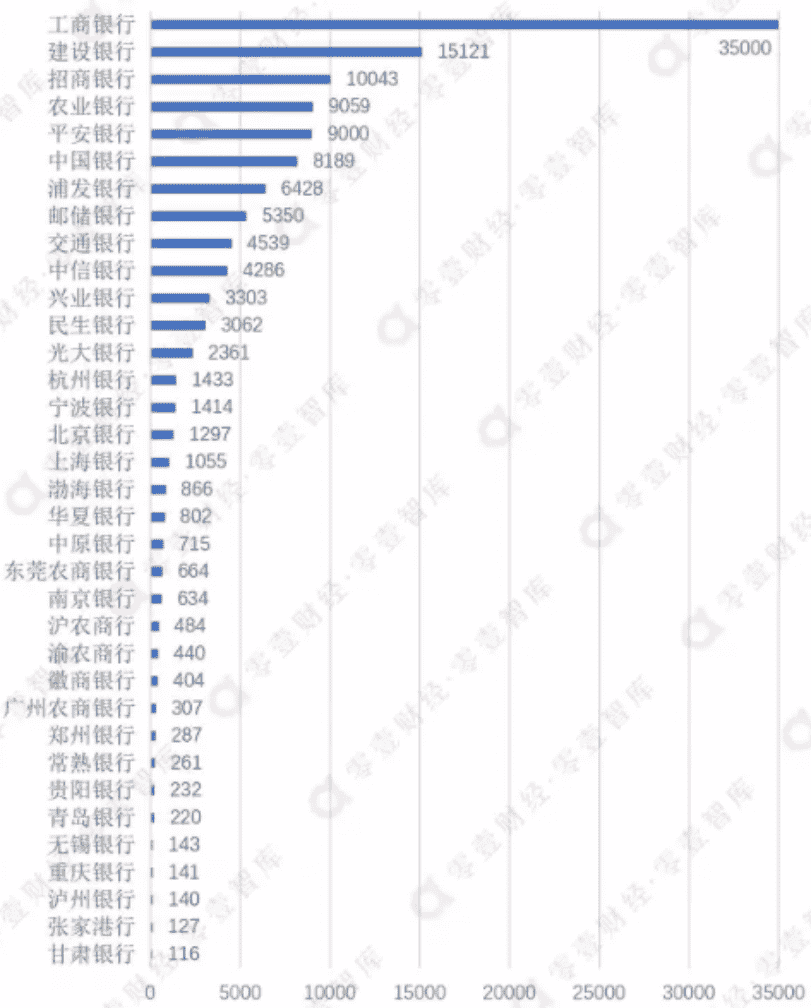 工商银行 35000
建设银行 15121
招商银行 10043
农业银行 9059
平安银行 9000
中国银行 8189
浦发银行 6428
邮储银行 5350
交通银行 4539
中信银行 4286
兴业银行 3303
民生银行 3062
光大银行 2361
杭州银行 1433
宁波银行 1414
北京银行 1297
上海银行 1055
渤海银行 866
华夏银行 802
中原银行 715
东莞农商银行 664
南京银行 634
沪农商行 484
渝农商行 440
徽商银行 404
广州农商银行 307
郑州银行 287
常熟银行 261
贵阳银行 232
青岛银行 220
无锡银行 143
重庆银行 141
泸州银行 140
张家港行 127
甘肃银行 116
0 5000 10000 15000 20000 25000 30000 35000
零壹财经·零壹智库